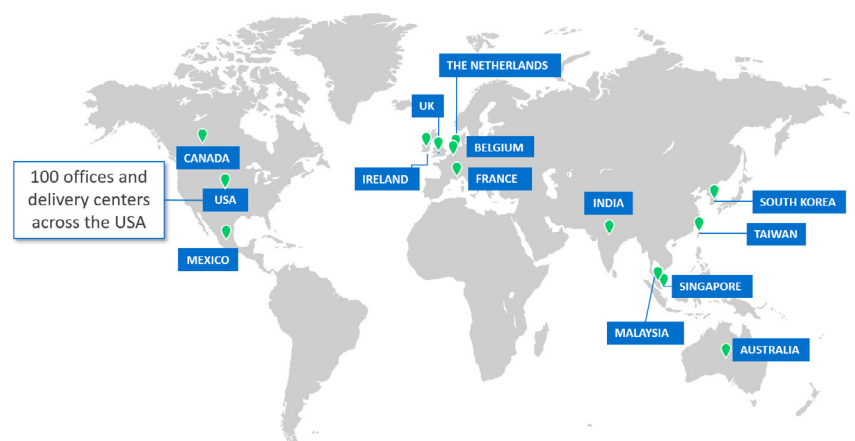 THE NETHERLANDS
UK
CANADA
IRELAND
BELGIUM
FRANCE
100 offices and
delivery centers
across the USA
USA
INDIA
SOUTH KOREA
TAIWAN
MEXICO
SINGAPORE
MALAYSIA
AUSTRALIA